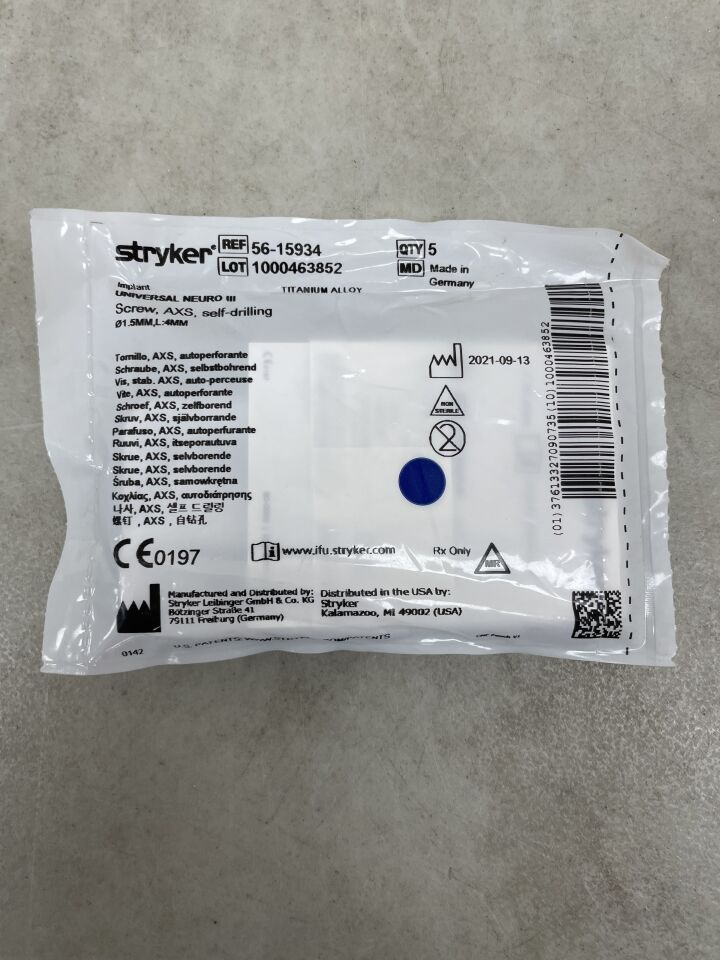 stryker® REF 56-15934 QTY 5
LOT 1000463852 MD Made in
Germany
Implant
UNIVERSAL NEURO III TITANIUM ALLOY
Screw, AXS, self-drilling
Ø1.5MM,L:4MM
Tornillo, AXS, autoperforante
Schraube, AXS, selbstbohrend
Vis, stab. AXS, auto-perceuse
Vite, AXS, autoperforante
Schroef, AXS, zelfborend
Skruv, AXS, självborrande
Parafuso, AXS, autoperfurante
Ruuvi, AXS, itseporautuva
Skrue, AXS, selvborende
Skrue, AXS, selvborende
Śruba, AXS, samowkrętna
Κοχλίας, AXS, αυτοδιάτρησης
나사, AXS, 셀프 드릴링
螺钉, AXS, 自钻孔
2021-09-13
NON
STERILE
2
(01) 37613327090735 (10) 1000463852
CE 0197
i www.ifu.stryker.com Rx Only MR
Manufactured and Distributed by:
Stryker Leibinger GmbH & Co. KG
Bötzinger Straße 41
79111 Freiburg (Germany)
Distributed in the USA by:
Stryker
Kalamazoo, MI 49002 (USA)
0142
U.S. PATENTS